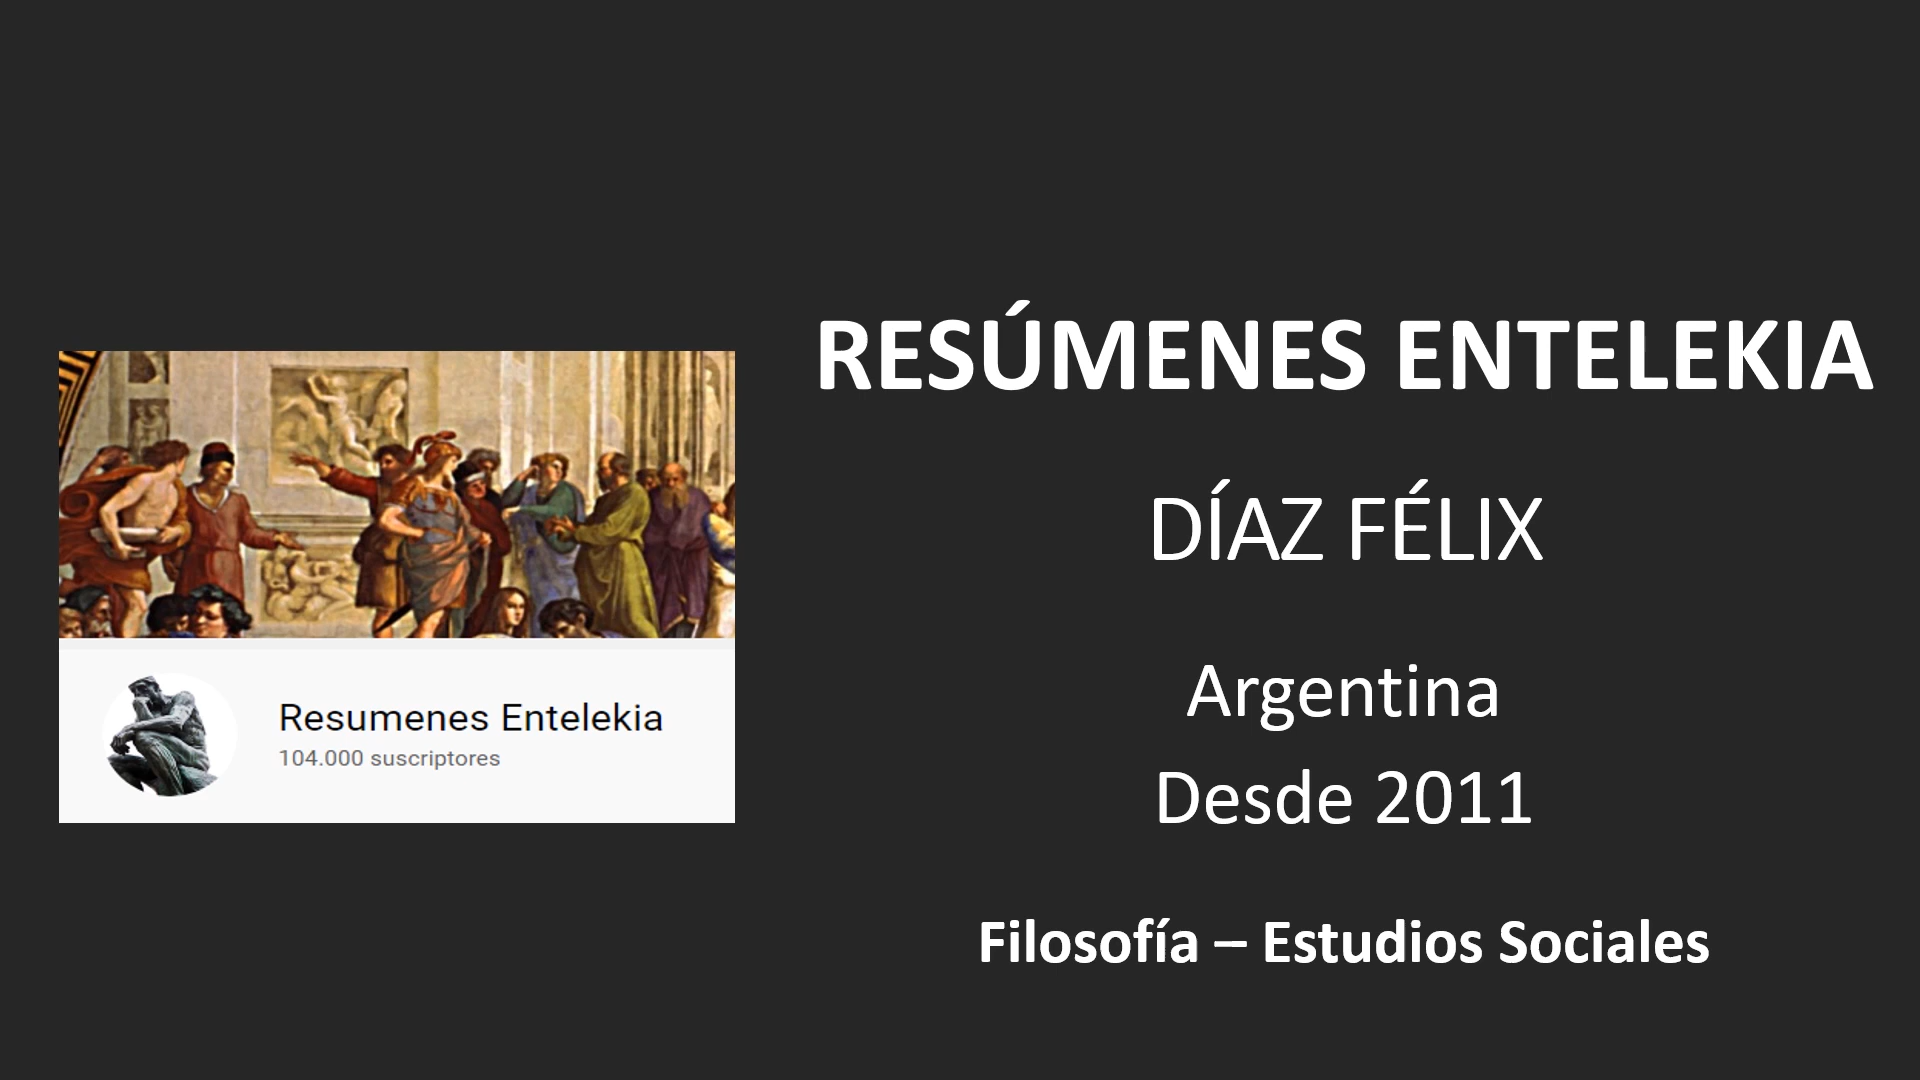 RESÚMENES ENTELEKIA
DÍAZ FÉLIX
Argentina
Desde 2011
Filosofía – Estudios Sociales
Resumenes Entelekia
104.000 suscriptores